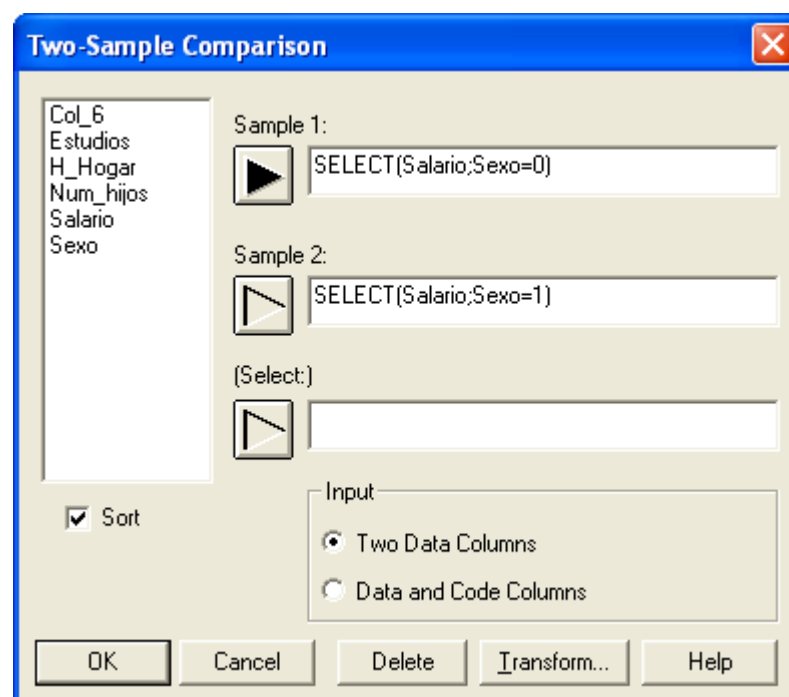 Two-Sample Comparison
Col_6
Estudios
H_Hogar
Num_hijos
Salario
Sexo
Sort
Sample 1:
SELECT(Salario;Sexo=0)
Sample 2:
SELECT(Salario;Sexo=1)
(Select:)
Input
Two Data Columns
Data and Code Columns
OK
Cancel
Delete
Transform...
Help